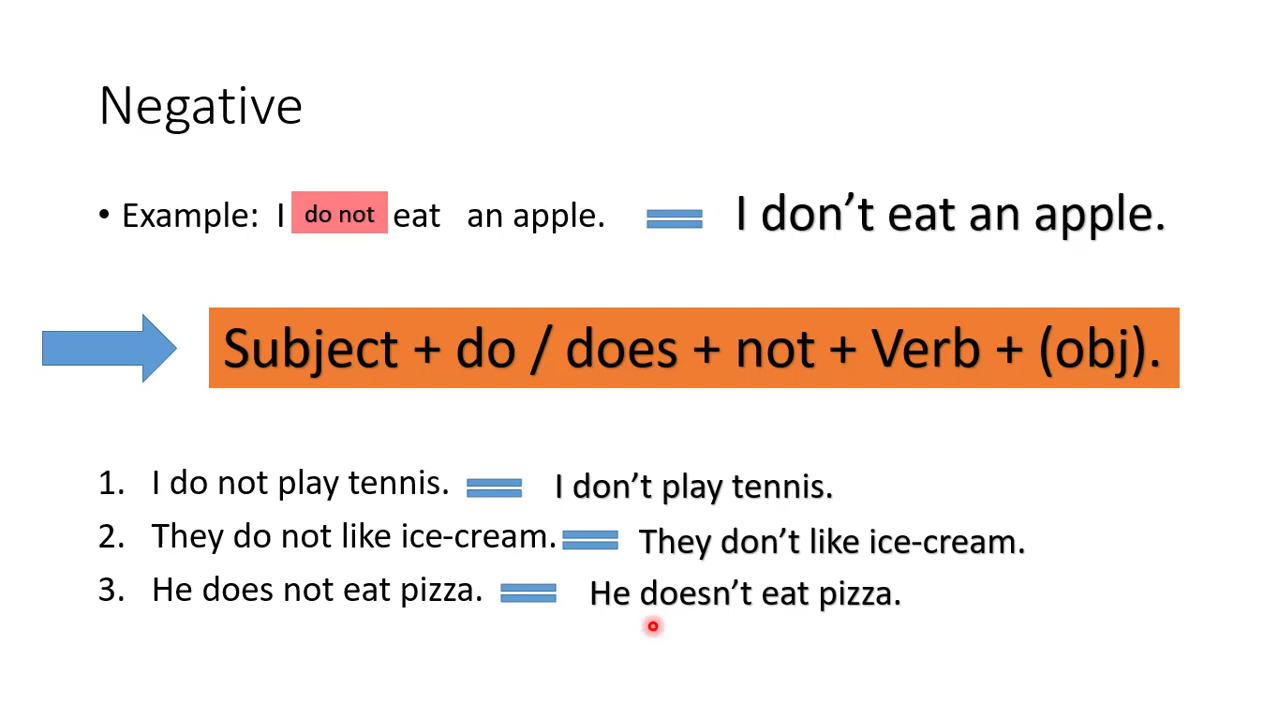 Negative
• Example: I do not eat an apple. = I don’t eat an apple.
Subject + do / does + not + Verb + (obj).
1. I do not play tennis. = I don’t play tennis.
2. They do not like ice-cream. = They don’t like ice-cream.
3. He does not eat pizza. = He doesn’t eat pizza.